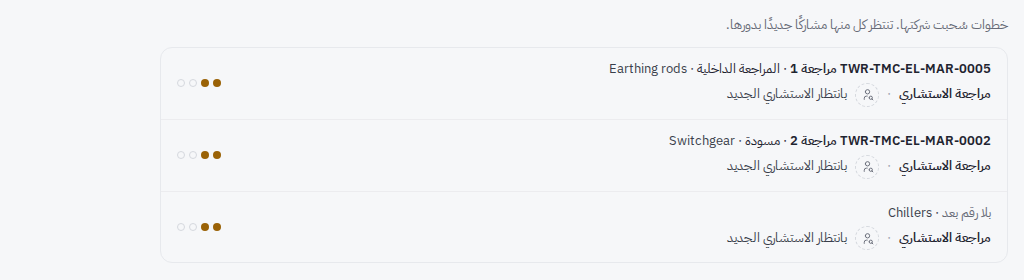 خطوات سُحبت شركتها. تنتظر كل منها مشاركًا جديدًا بدورها.
TWR-TMC-EL-MAR-0005 مراجعة 1 · المراجعة الداخلية · Earthing rods
مراجعة الاستشاري · بانتظار الاستشاري الجديد
TWR-TMC-EL-MAR-0002 مراجعة 2 · مسودة · Switchgear
مراجعة الاستشاري · بانتظار الاستشاري الجديد
بلا رقم بعد · Chillers
مراجعة الاستشاري · بانتظار الاستشاري الجديد